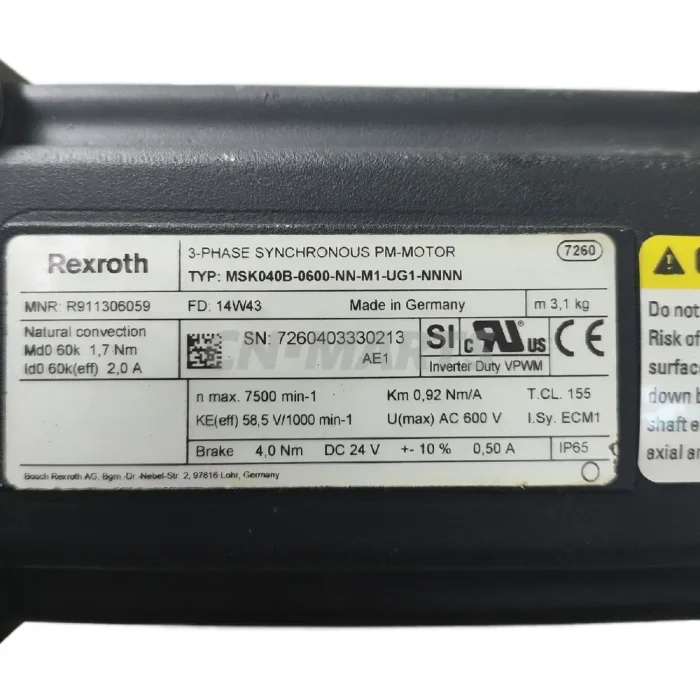 Rexroth
3-PHASE SYNCHRONOUS PM-MOTOR
7260
TYP: MSK040B-0600-NN-M1-UG1-NNNN
MNR: R911306059
FD: 14W43
Made in Germany
m 3,1 kg
Natural convection
Md0 60k 1,7 Nm
Id0 60k(eff) 2,0 A
SN: 7260403330213
AE1
SI
c UR US
CE
Inverter Duty VPWM
n max. 7500 min-1
Km 0,92 Nm/A
T.CL. 155
KE(eff) 58,5 V/1000 min-1
U(max) AC 600 V
I.Sy. ECM1
Brake 4,0 Nm DC 24 V +- 10 % 0,50 A
IP65
Bosch Rexroth AG, Bgm.-Dr.-Nebel-Str. 2, 97816 Lohr, Germany
Do not
Risk of
surface
down b
shaft e
axial an